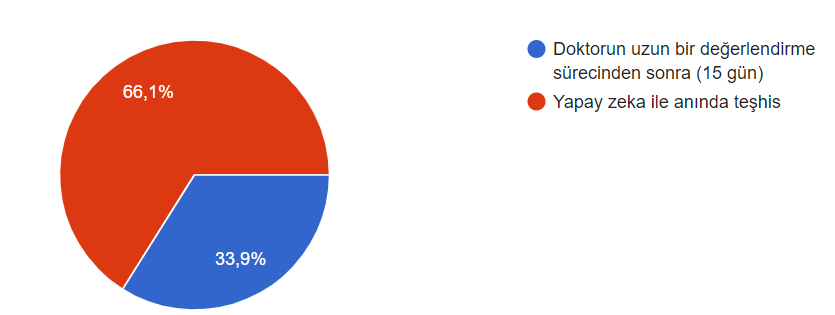 66,1%
33,9%
Doktorun uzun bir değerlendirme
sürecinden sonra (15 gün)
Yapay zeka ile anında teşhis